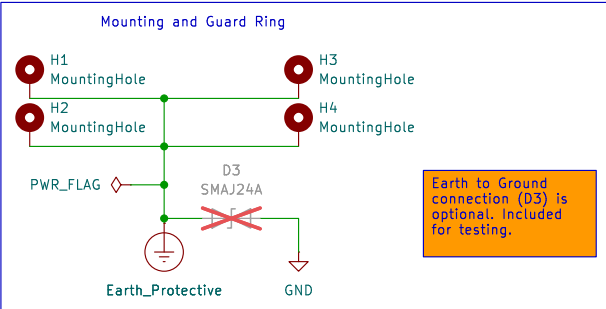 Mounting and Guard Ring
H1
MountingHole
H3
MountingHole
H2
MountingHole
H4
MountingHole
PWR_FLAG
D3
SMAJ24A
Earth to Ground
connection (D3) is
optional. Included
for testing.
Earth_Protective
GND